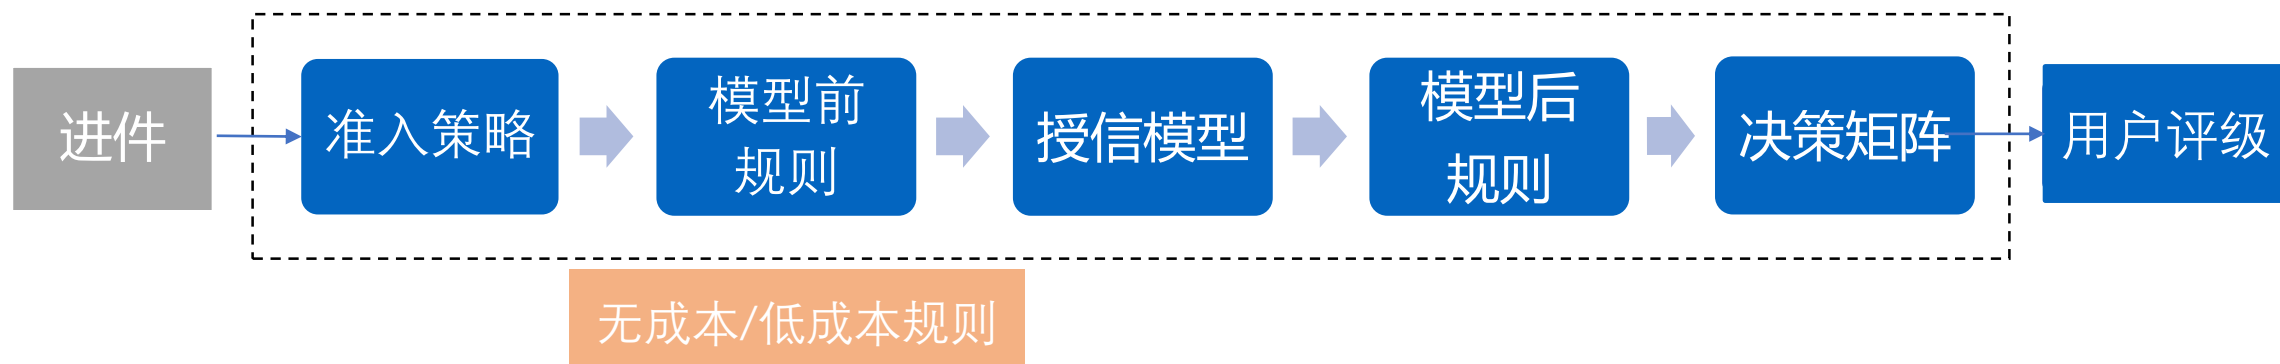 进件
准入策略
模型前
规则
授信模型
模型后
规则
决策矩阵
用户评级
无成本/低成本规则